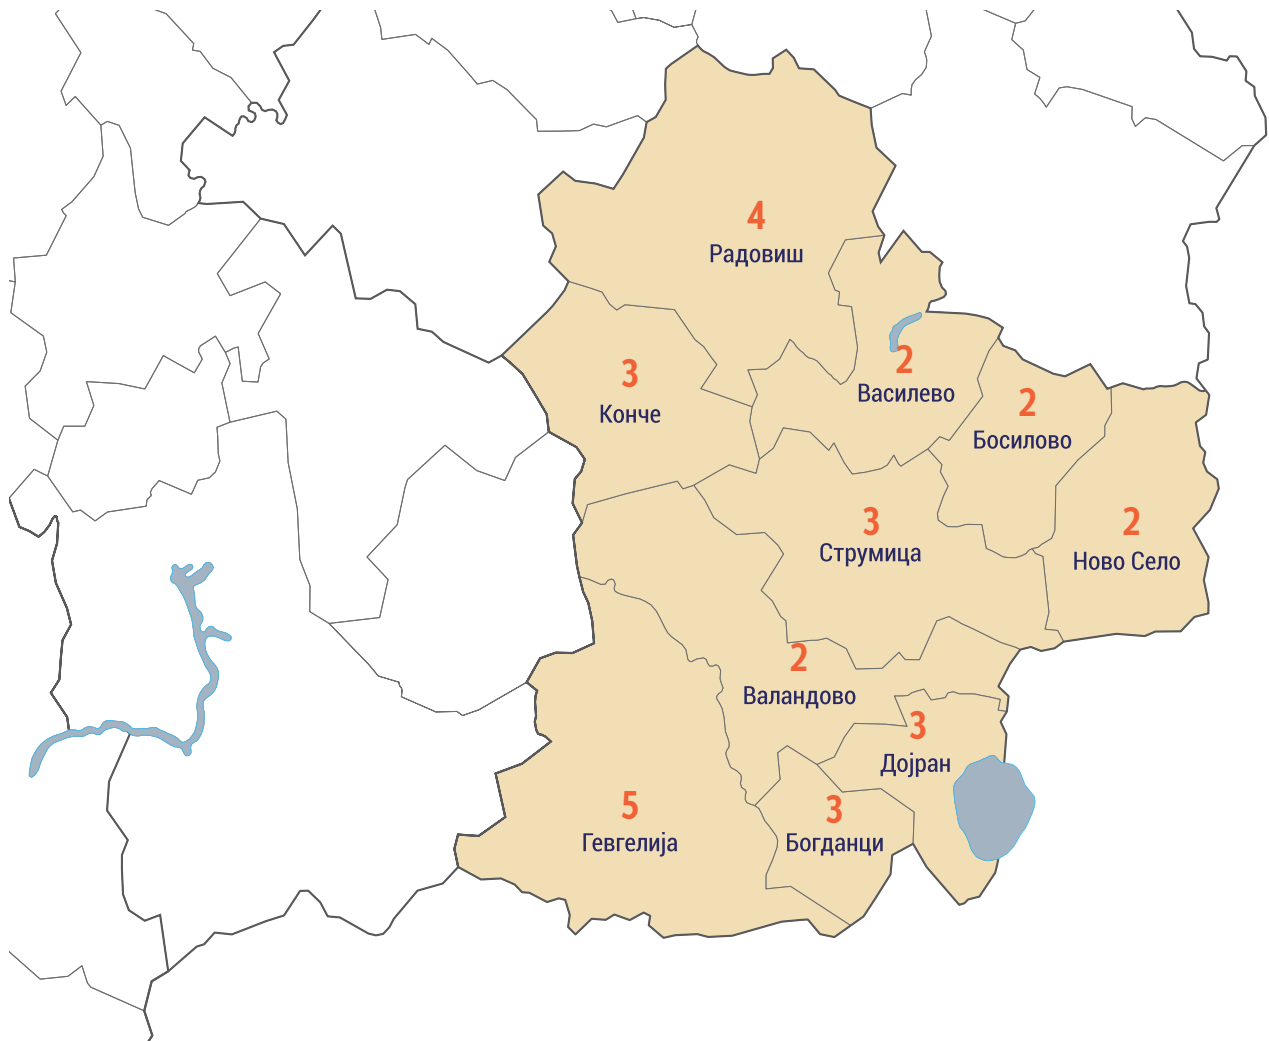 4
Радовиш
3
Конче
2
Василево
2
Босилово
3
Струмица
2
Ново Село
2
Валандово
3
Дојран
5
Гевгелија
3
Богданци